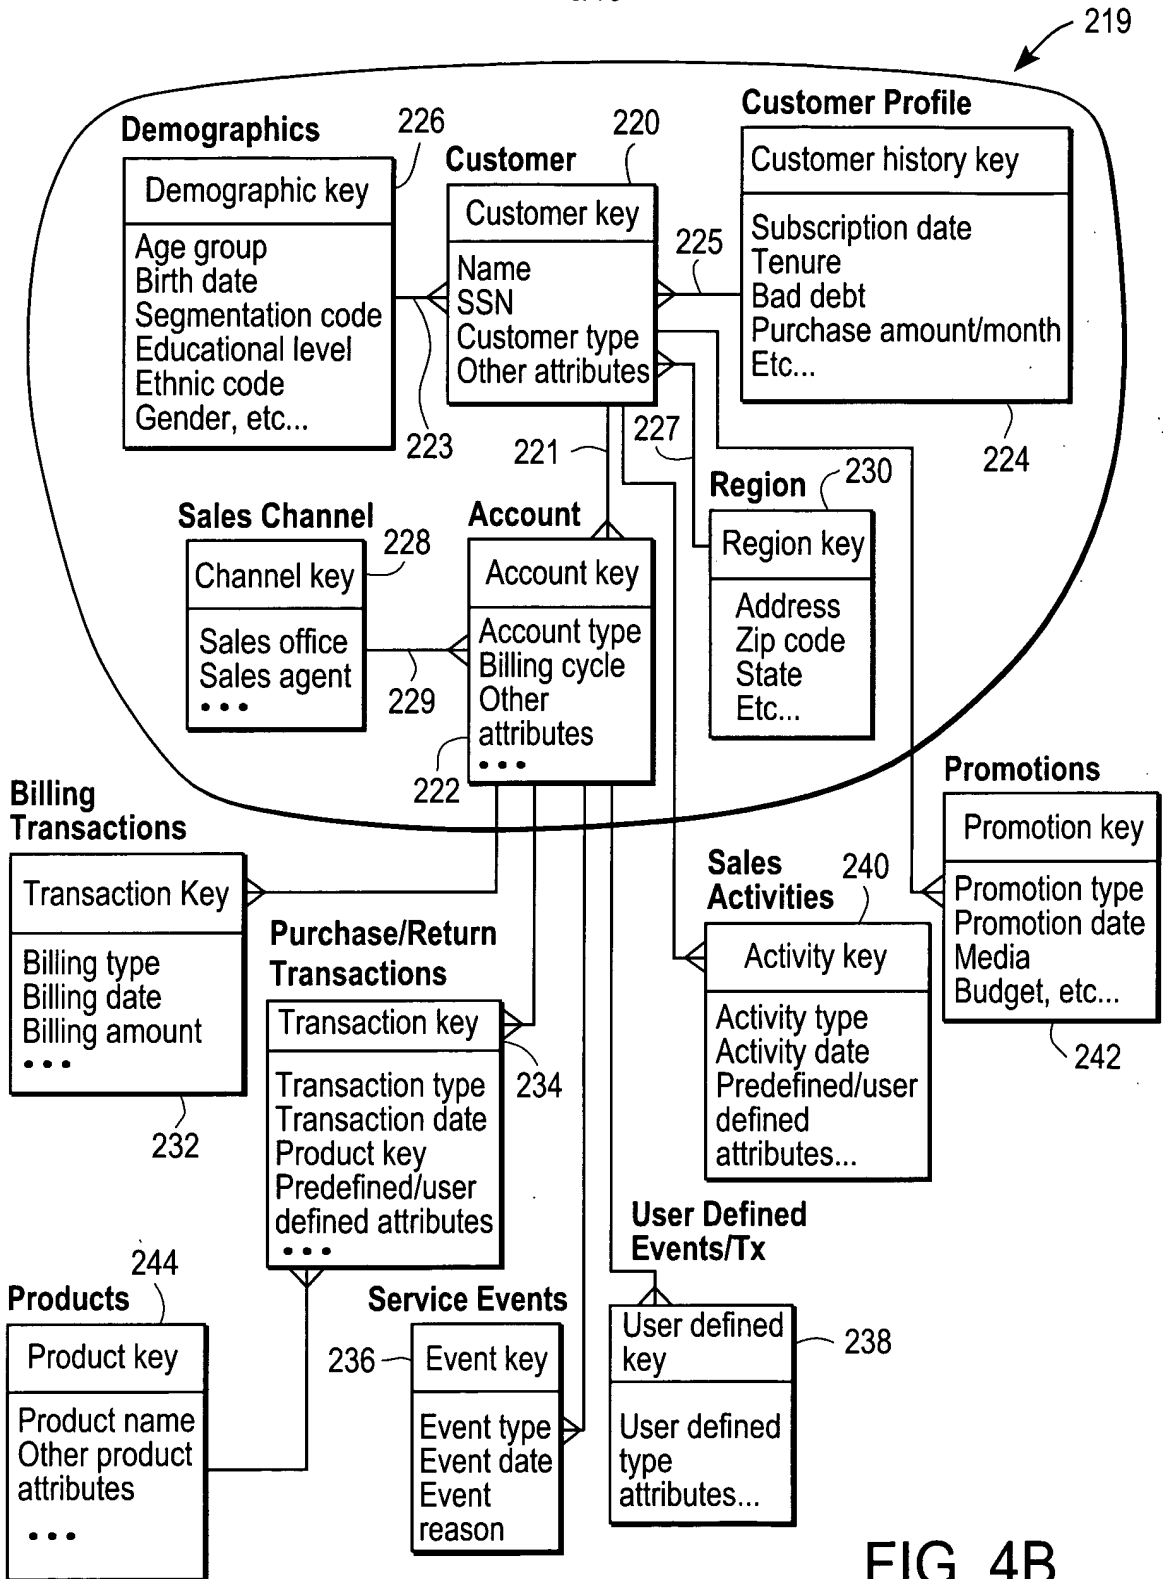 219
Demographics
226
Demographic key
Age group
Birth date
Segmentation code
Educational level
Ethnic code
Gender, etc...
223
Customer
220
Customer key
Name
SSN
Customer type
Other attributes
225
Customer Profile
Customer history key
Subscription date
Tenure
Bad debt
Purchase amount/month
Etc...
224
221
227
Sales Channel
228
Channel key
Sales office
Sales agent
•••
229
Account
Account key
Account type
Billing cycle
Other
attributes
•••
222
Region
230
Region key
Address
Zip code
State
Etc...
Billing
Transactions
Transaction Key
Billing type
Billing date
Billing amount
•••
232
Purchase/Return
Transactions
Transaction key
Transaction type
Transaction date
Product key
Predefined/user
defined attributes
•••
234
Sales
Activities
240
Activity key
Activity type
Activity date
Predefined/user
defined
attributes...
Promotions
Promotion key
Promotion type
Promotion date
Media
Budget, etc...
242
Products
244
Product key
Product name
Other product
attributes
•••
Service Events
236
Event key
Event type
Event date
Event
reason
User Defined
Events/Tx
User defined
key
User defined
type
attributes...
238
FIG. 4B